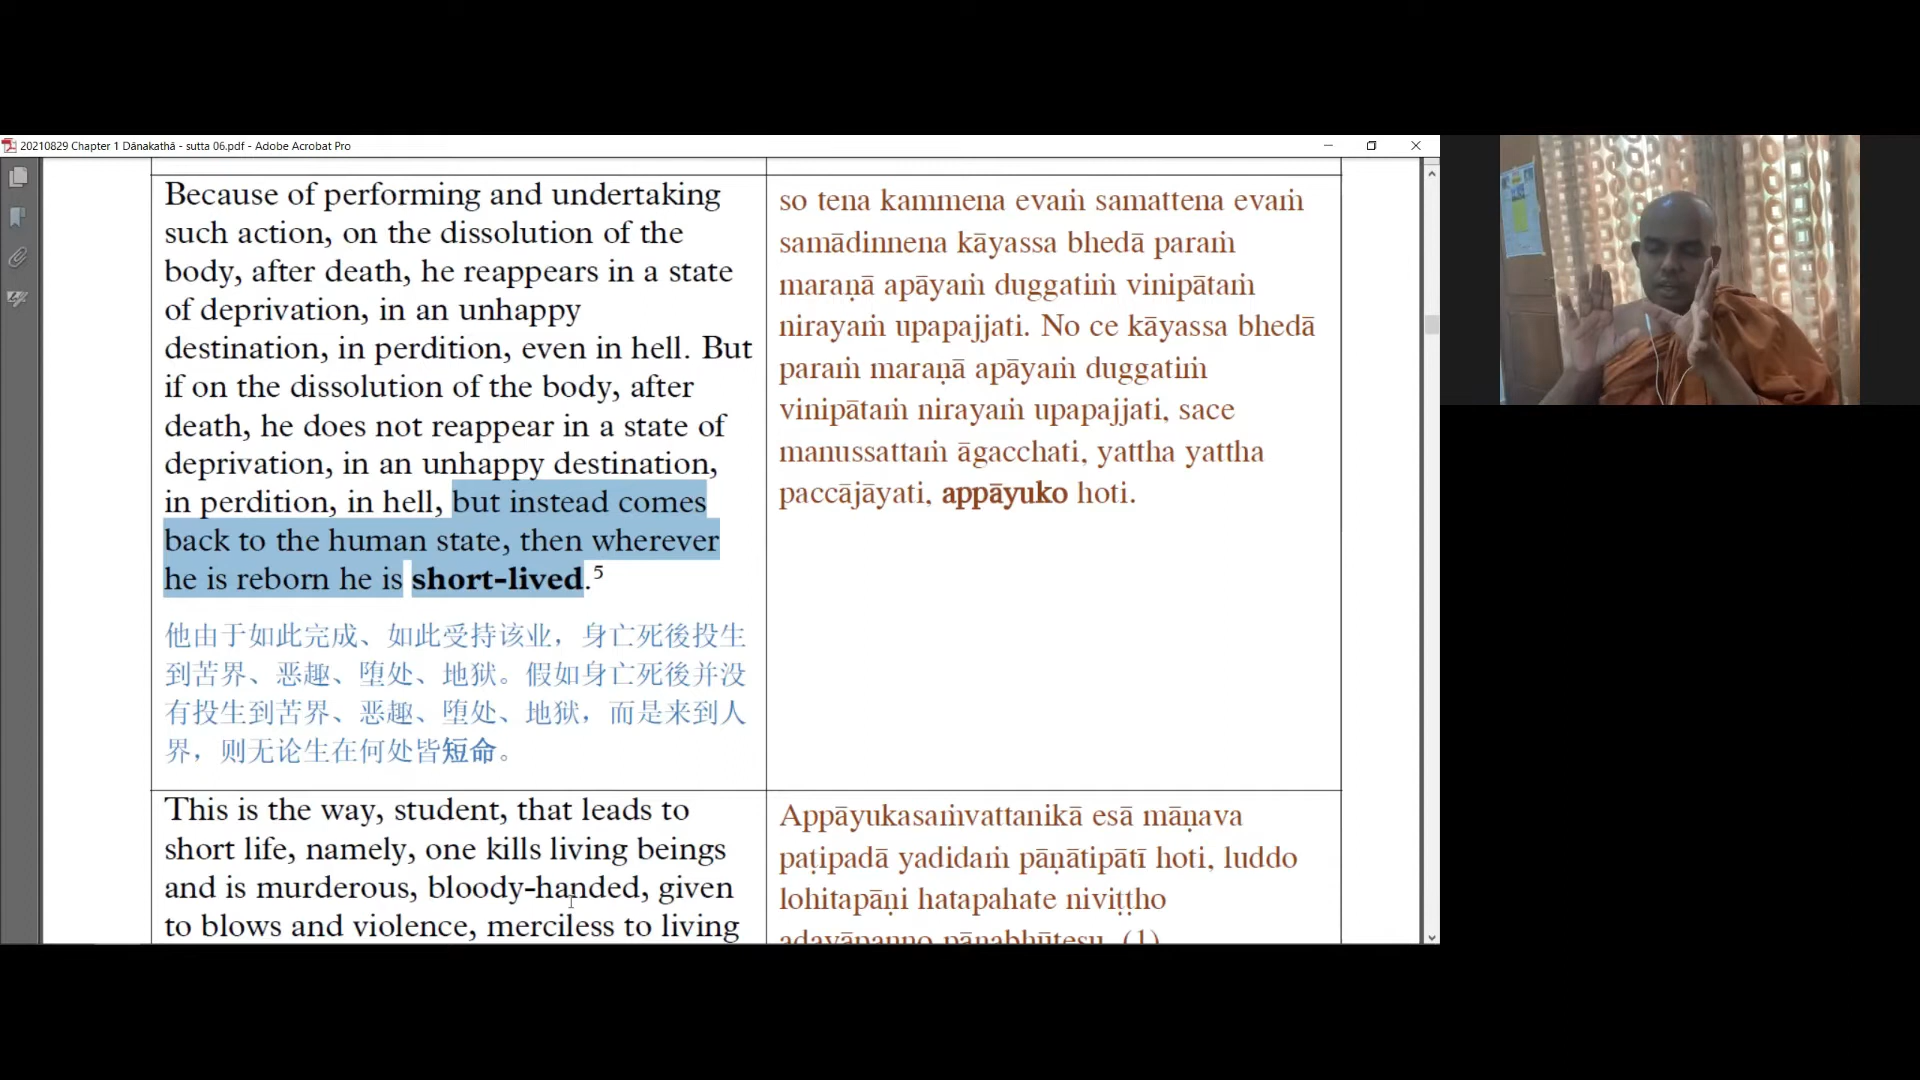 20210829 Chapter 1 Dānakathā - sutta 06.pdf - Adobe Acrobat Pro
Because of performing and undertaking
such action, on the dissolution of the
body, after death, he reappears in a state
of deprivation, in an unhappy
destination, in perdition, even in hell. But
if on the dissolution of the body, after
death, he does not reappear in a state of
deprivation, in an unhappy destination,
in perdition, in hell, but instead comes
back to the human state, then wherever
he is reborn he is short-lived.5
他由于如此完成、如此受持该业，身亡死後投生
到苦界、恶趣、堕处、地狱。假如身亡死後并没
有投生到苦界、恶趣、堕处、地狱，而是来到人
界，则无论生在何处皆短命。
so tena kammena evaṁ samattena evaṁ
samādinnena kāyassa bhedā paraṁ
maraṇā apāyaṁ duggatiṁ vinipātaṁ
nirayaṁ upapajjati. No ce kāyassa bhedā
paraṁ maraṇā apāyaṁ duggatiṁ
vinipātaṁ nirayaṁ upapajjati, sace
manussattaṁ āgacchati, yattha yattha
paccājāyati, appāyuko hoti.
This is the way, student, that leads to
short life, namely, one kills living beings
and is murderous, bloody-handed, given
to blows and violence, merciless to living
Appāyukasaṁvattanikā esā māṇava
paṭipadā yadidaṁ pāṇātipātī hoti, luddo
lohitapāṇi hatapahate niviṭṭho
adayāpanno pāṇabhūtesu. (1)